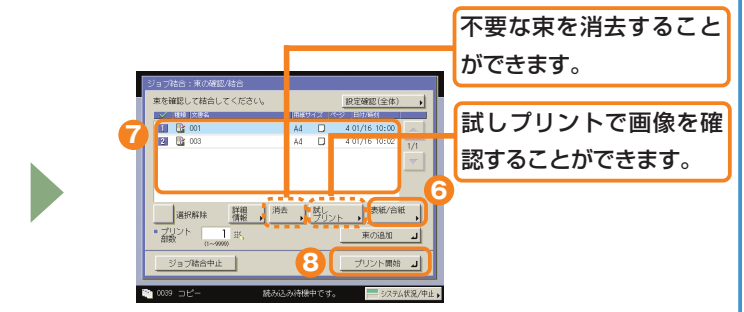 不要な束を消去すること
ができます。
試しプリントで画像を確
認することができます。
ジョブ結合:束の確認/結合
束を確認して結合してください。
設定確認(全体)
種類 文書名 用紙サイズ ページ 日付/時刻
1 001 A4 4 01/16 10:00
2 003 A4 4 01/16 10:02
1/1
7
6
選択解除 詳細情報 消去 試しプリント 表紙/合紙
プリント部数 1 部
(1~9999)
束の追加
8
ジョブ結合中止 プリント開始
0039 コピー 読み込み待機中です。 システム状況/中止